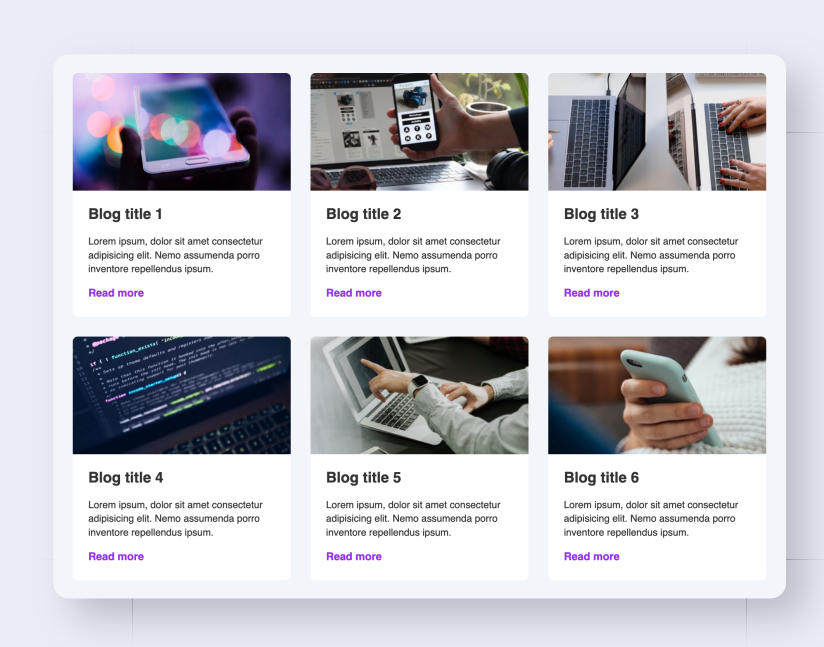 Blog title 1
Lorem ipsum, dolor sit amet consectetur
adipisicing elit. Nemo assumenda porro
inventore repellendus ipsum.
Read more
Blog title 2
Lorem ipsum, dolor sit amet consectetur
adipisicing elit. Nemo assumenda porro
inventore repellendus ipsum.
Read more
Blog title 3
Lorem ipsum, dolor sit amet consectetur
adipisicing elit. Nemo assumenda porro
inventore repellendus ipsum.
Read more
Blog title 4
Lorem ipsum, dolor sit amet consectetur
adipisicing elit. Nemo assumenda porro
inventore repellendus ipsum.
Read more
Blog title 5
Lorem ipsum, dolor sit amet consectetur
adipisicing elit. Nemo assumenda porro
inventore repellendus ipsum.
Read more
Blog title 6
Lorem ipsum, dolor sit amet consectetur
adipisicing elit. Nemo assumenda porro
inventore repellendus ipsum.
Read more